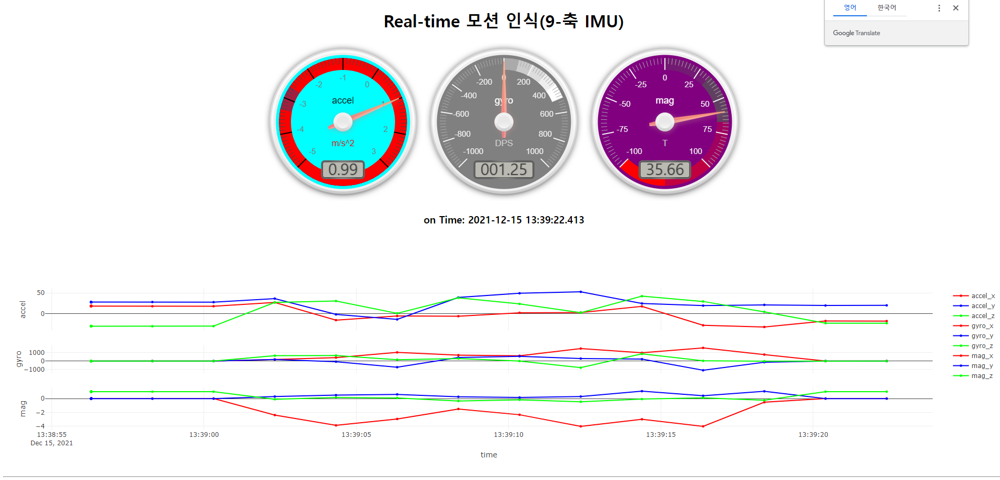 영어 한국어
Google Translate
Real-time 모션 인식(9-축 IMU)
-5 -4 -3 -2 -1 0 1 2 3
accel
m/s^2
0.99
-1000 -800 -600 -400 -200 0 200 400 600 800 1000
gyro
DPS
001.25
-100 -75 -50 -25 0 25 50 75 100
mag
T
35.66
on Time: 2021-12-15 13:39:22.413
accel
50
0
gyro
1000
0
−1000
mag
0
−2
−4
13:38:55 13:39:00 13:39:05 13:39:10 13:39:15 13:39:20
Dec 15, 2021
time
accel_x
accel_y
accel_z
gyro_x
gyro_y
gyro_z
mag_x
mag_y
mag_z